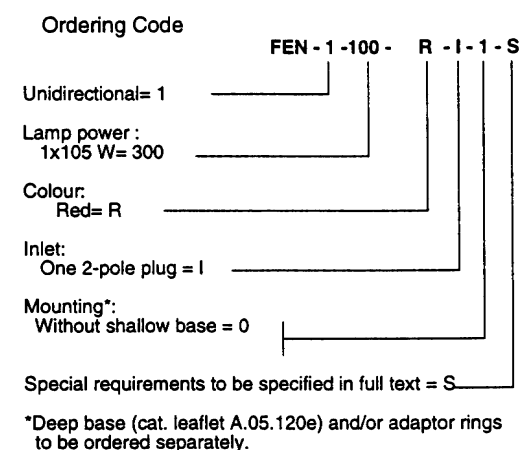 Ordering Code
FEN - 1 -100 - R - I - 1 - S
Unidirectional= 1
Lamp power :
1x105 W= 300
Colour:
Red= R
Inlet:
One 2-pole plug = I
Mounting*:
Without shallow base = 0
Special requirements to be specified in full text = S
*Deep base (cat. leaflet A.05.120e) and/or adaptor rings
to be ordered separately.